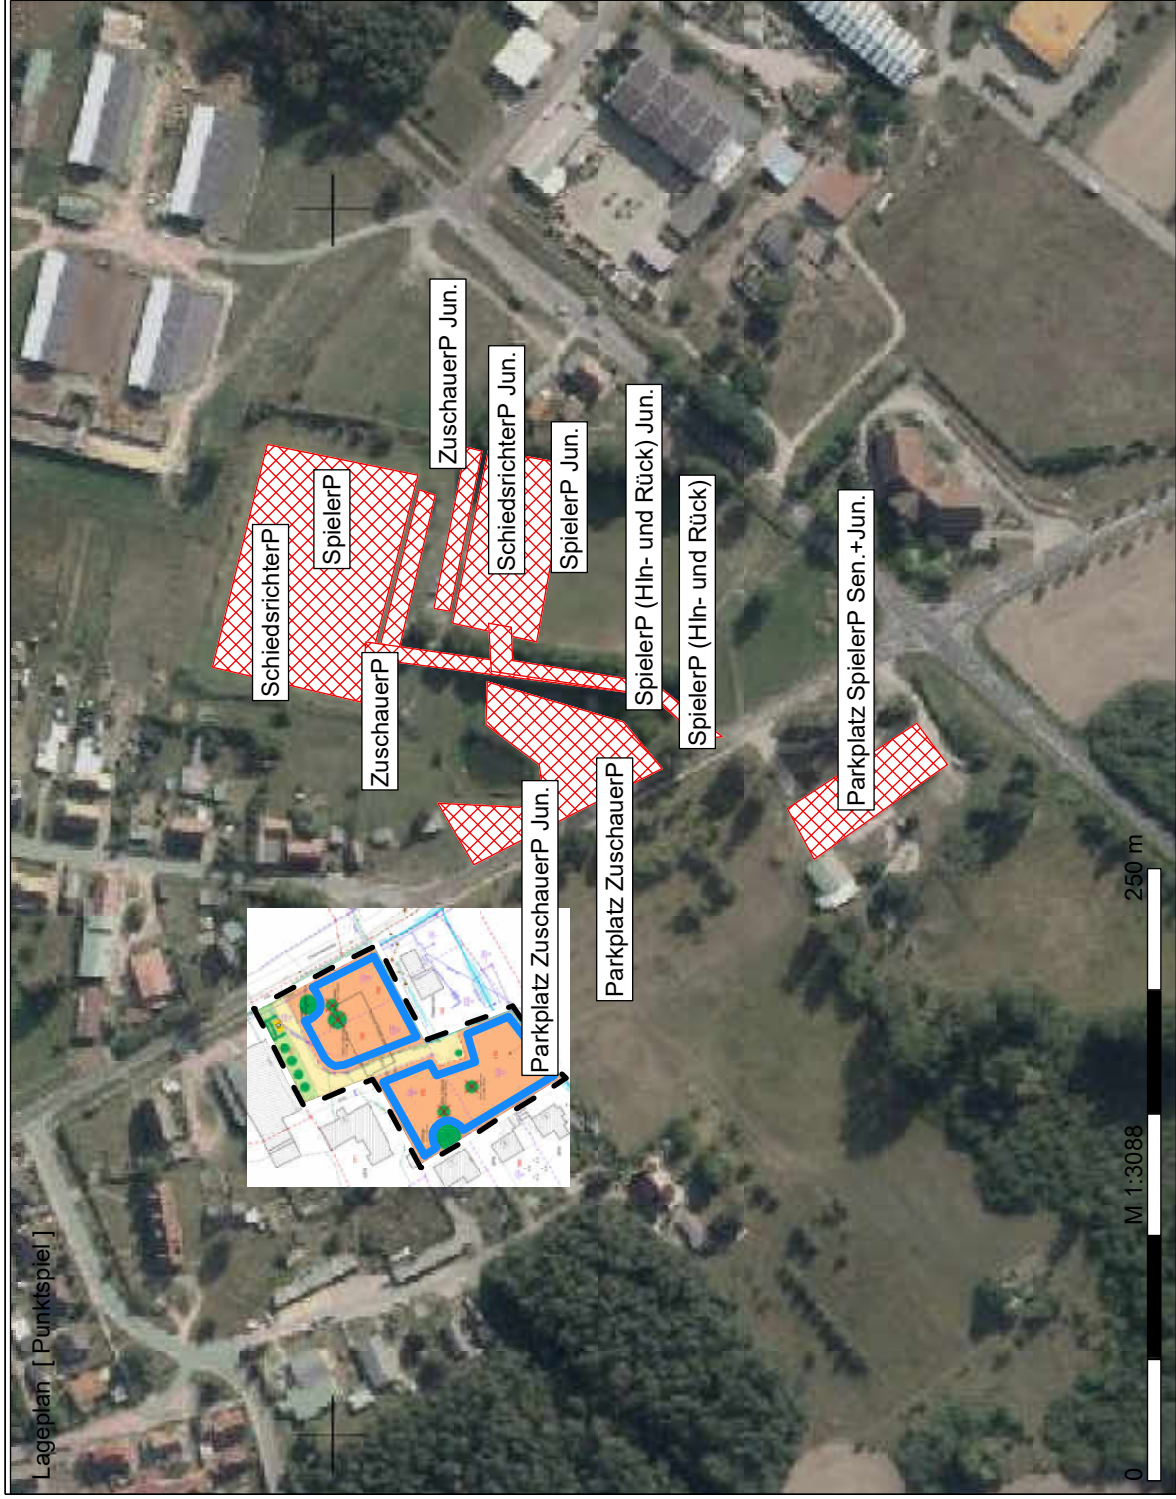 Lageplan [ Punktspiel ]
SchiedsrichterP
SpielerP
ZuschauerP
ZuschauerP Jun.
SchiedsrichterP Jun.
SpielerP Jun.
SpielerP (HIn- und Rück) Jun.
SpielerP (HIn- und Rück)
Parkplatz ZuschauerP Jun.
Parkplatz ZuschauerP
Parkplatz SpielerP Sen.+Jun.
M 1:3088
0
250 m